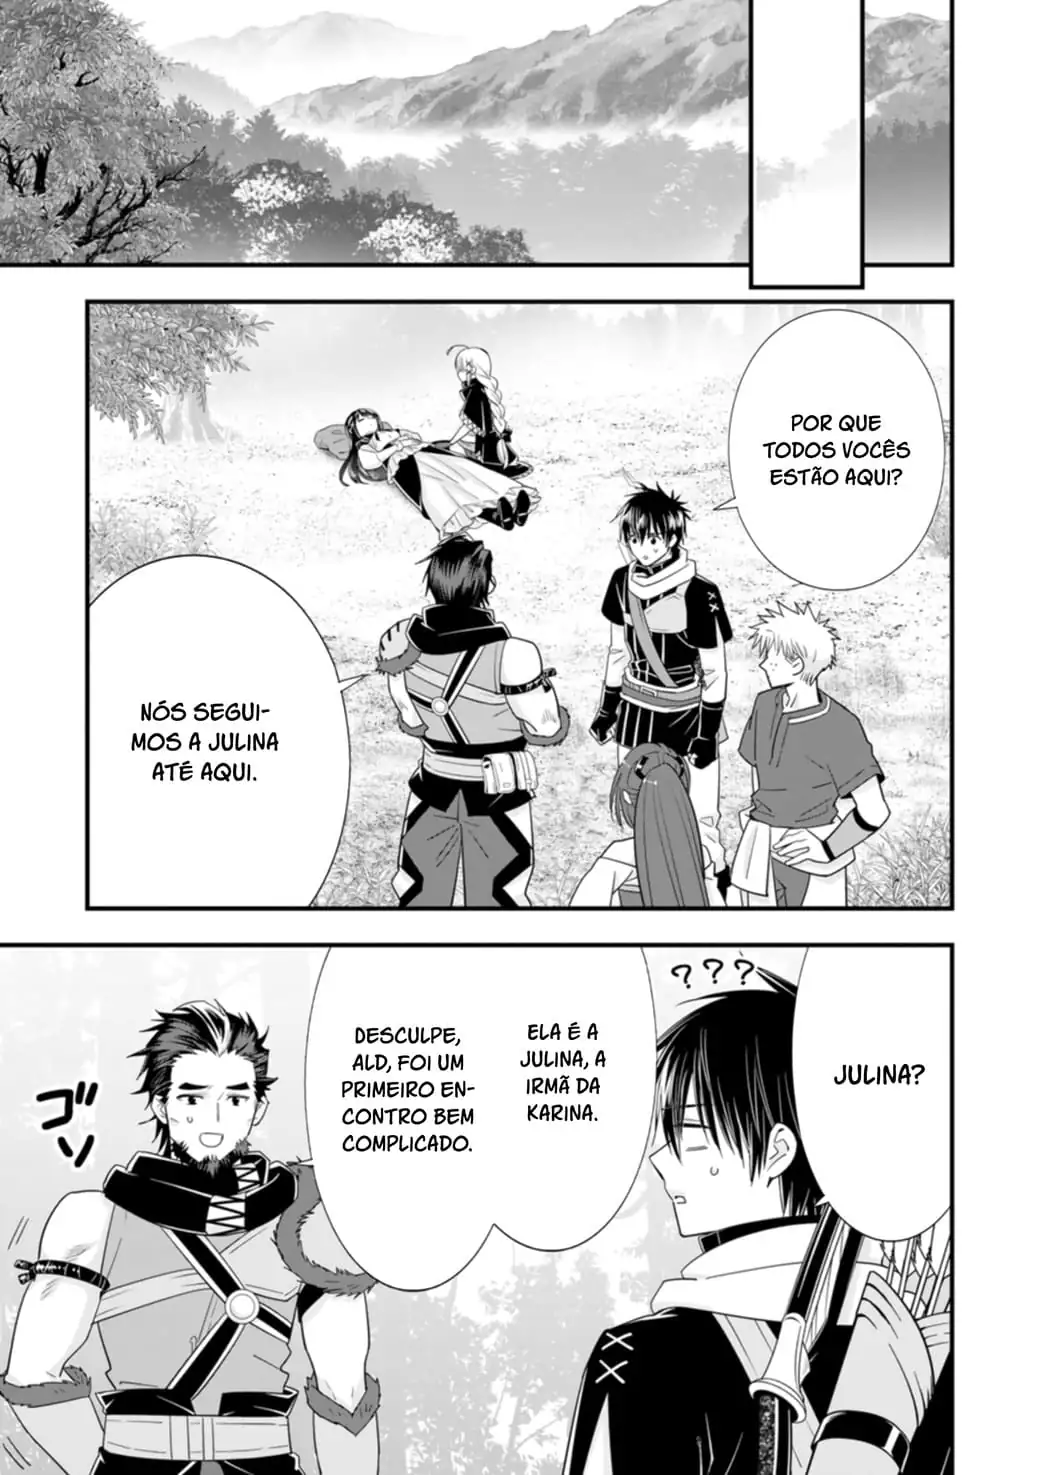 POR QUE
TODOS VOCÊS
ESTÃO AQUI?
NÓS SEGUI-
MOS A JULINA
ATÉ AQUI.
???
JULINA?
ELA É A
JULINA, A
IRMÃ DA
KARINA.
DESCULPE,
ALD, FOI UM
PRIMEIRO EN-
CONTRO BEM
COMPLICADO.
ゴソ